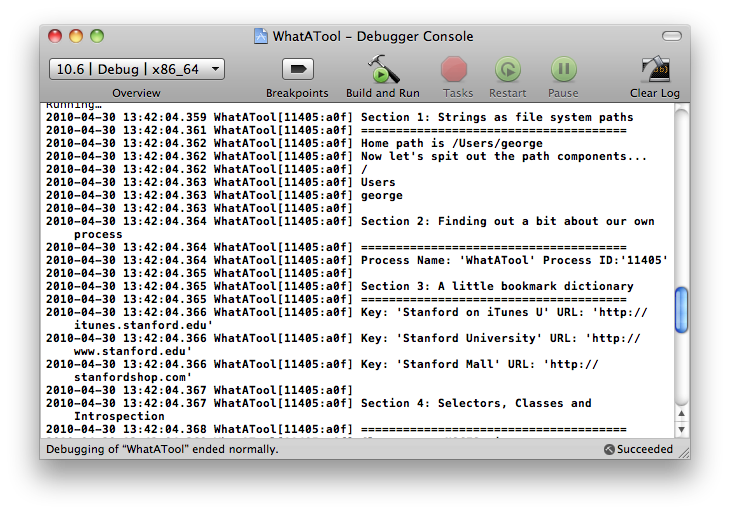 WhatATool – Debugger Console
10.6 | Debug | x86_64
Overview
Breakpoints
Build and Run
Tasks
Restart
Pause
Clear Log
Running…
2010-04-30 13:42:04.359 WhatATool[11405:a0f] Section 1: Strings as file system paths
2010-04-30 13:42:04.361 WhatATool[11405:a0f] ======================================
2010-04-30 13:42:04.362 WhatATool[11405:a0f] Home path is /Users/george
2010-04-30 13:42:04.362 WhatATool[11405:a0f] Now let's spit out the path components...
2010-04-30 13:42:04.362 WhatATool[11405:a0f] /
2010-04-30 13:42:04.363 WhatATool[11405:a0f] Users
2010-04-30 13:42:04.363 WhatATool[11405:a0f] george
2010-04-30 13:42:04.363 WhatATool[11405:a0f]
2010-04-30 13:42:04.364 WhatATool[11405:a0f] Section 2: Finding out a bit about our own
process
2010-04-30 13:42:04.364 WhatATool[11405:a0f] ======================================
2010-04-30 13:42:04.364 WhatATool[11405:a0f] Process Name: 'WhatATool' Process ID:'11405'
2010-04-30 13:42:04.365 WhatATool[11405:a0f]
2010-04-30 13:42:04.365 WhatATool[11405:a0f] Section 3: A little bookmark dictionary
2010-04-30 13:42:04.365 WhatATool[11405:a0f] ======================================
2010-04-30 13:42:04.366 WhatATool[11405:a0f] Key: 'Stanford on iTunes U' URL: 'http://
itunes.stanford.edu'
2010-04-30 13:42:04.366 WhatATool[11405:a0f] Key: 'Stanford University' URL: 'http://
www.stanford.edu'
2010-04-30 13:42:04.366 WhatATool[11405:a0f] Key: 'Stanford Mall' URL: 'http://
stanfordshop.com'
2010-04-30 13:42:04.367 WhatATool[11405:a0f]
2010-04-30 13:42:04.367 WhatATool[11405:a0f] Section 4: Selectors, Classes and
Introspection
2010-04-30 13:42:04.368 WhatATool[11405:a0f] ======================================
Debugging of “WhatATool” ended normally.
Succeeded